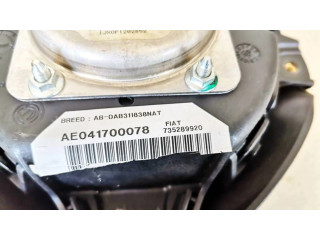 BREED : AB-DAB311838NAT
AE041700078
FIAT
735289920